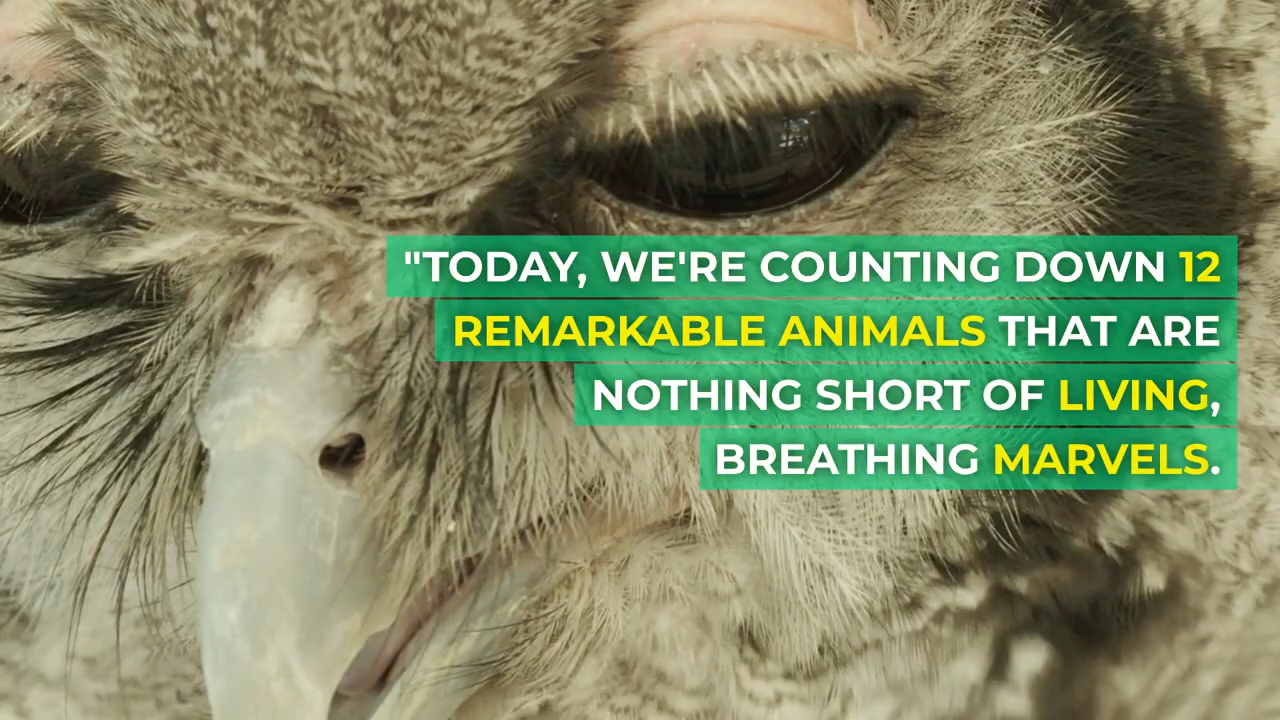 "TODAY, WE'RE COUNTING DOWN 12
REMARKABLE ANIMALS THAT ARE
NOTHING SHORT OF LIVING,
BREATHING MARVELS.